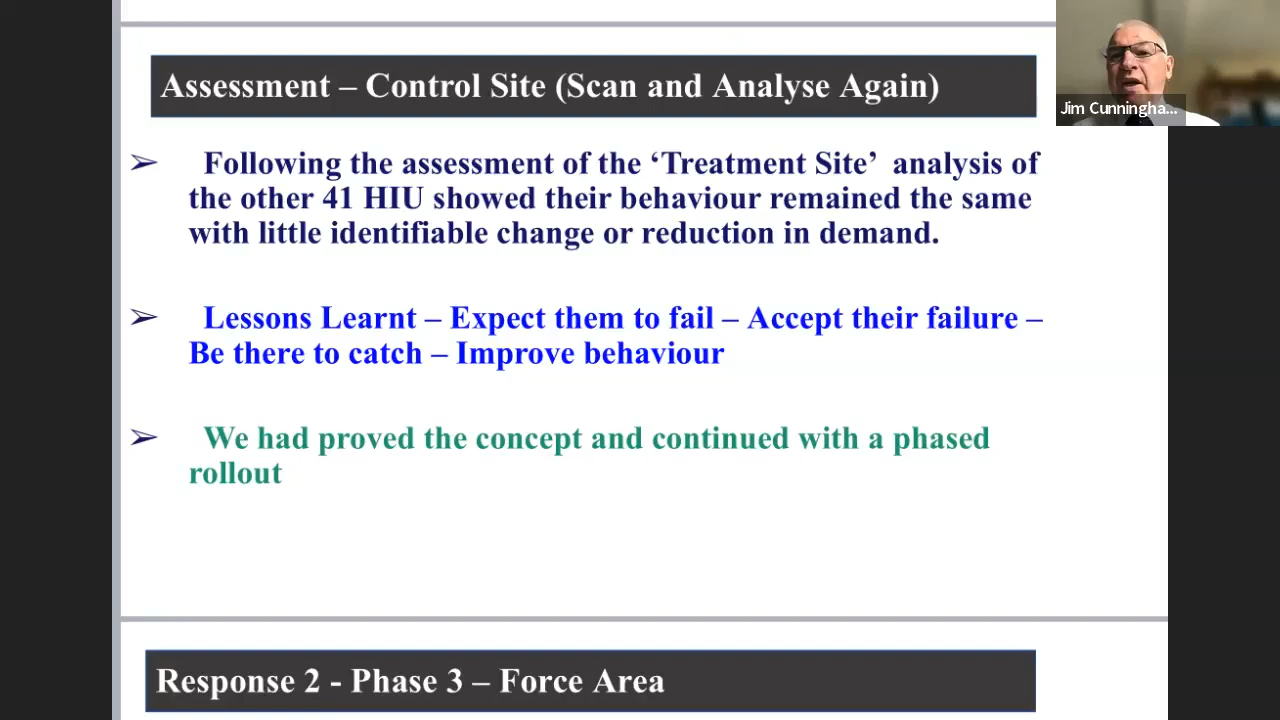 Assessment – Control Site (Scan and Analyse Again)
Jim Cunningha...
➢ Following the assessment of the ‘Treatment Site’ analysis of
the other 41 HIU showed their behaviour remained the same
with little identifiable change or reduction in demand.
➢ Lessons Learnt – Expect them to fail – Accept their failure –
Be there to catch – Improve behaviour
➢ We had proved the concept and continued with a phased
rollout
Response 2 - Phase 3 – Force Area